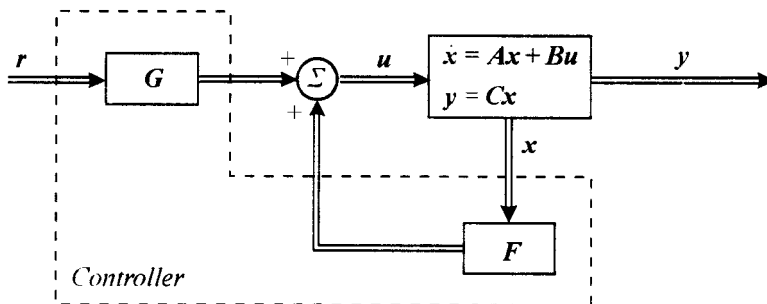 r
G
+
Σ
+
u
ẋ = Ax + Bu
y = Cx
y
x
F
Controller